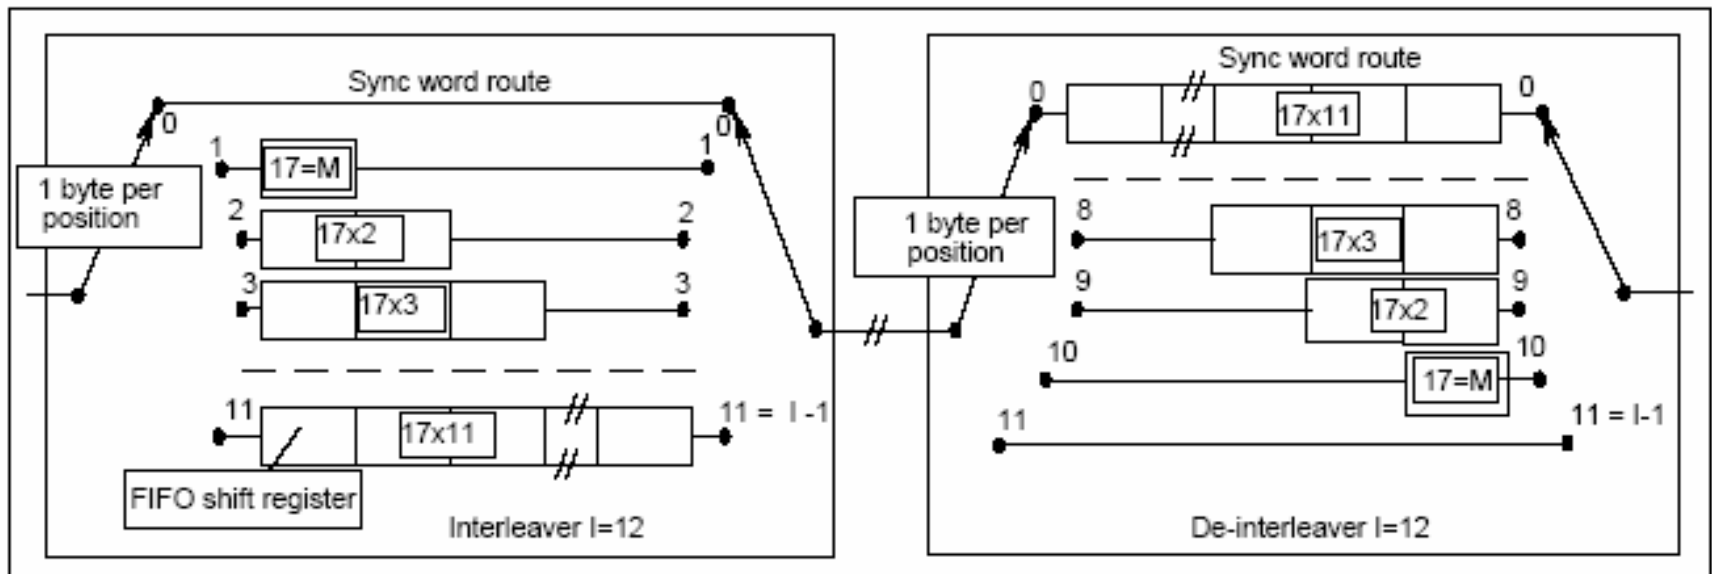 Sync word route
0
0
1
17=M
1
1 byte per
position
2
17x2
2
3
17x3
3
11
17x11
11 = I -1
FIFO shift register
Interleaver I=12
Sync word route
0
17x11
0
1 byte per
position
8
17x3
8
9
17x2
9
10
17=M
10
11
11 = I-1
De-interleaver I=12